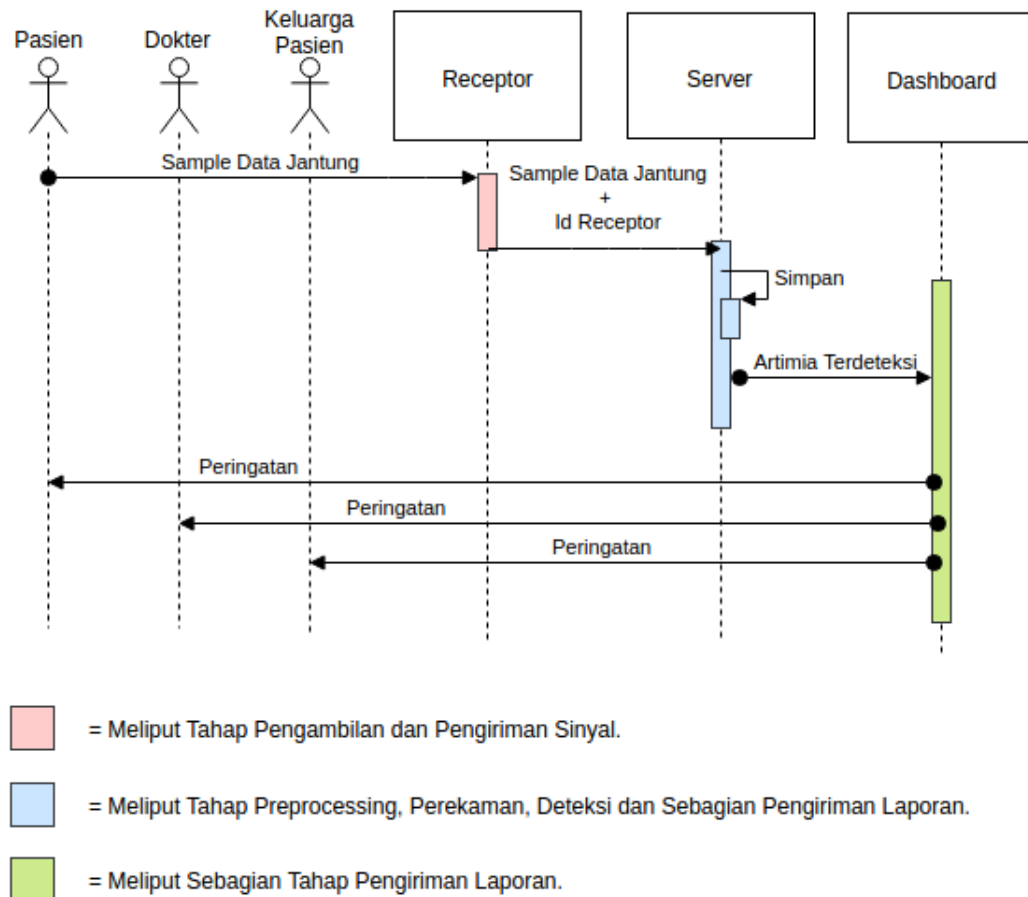 Pasien
Dokter
Keluarga
Pasien
Receptor
Server
Dashboard
Sample Data Jantung
Sample Data Jantung
+
Id Receptor
Simpan
Artimia Terdeteksi
Peringatan
Peringatan
Peringatan
= Meliput Tahap Pengambilan dan Pengiriman Sinyal.
= Meliput Tahap Preprocessing, Perekaman, Deteksi dan Sebagian Pengiriman Laporan.
= Meliput Sebagian Tahap Pengiriman Laporan.